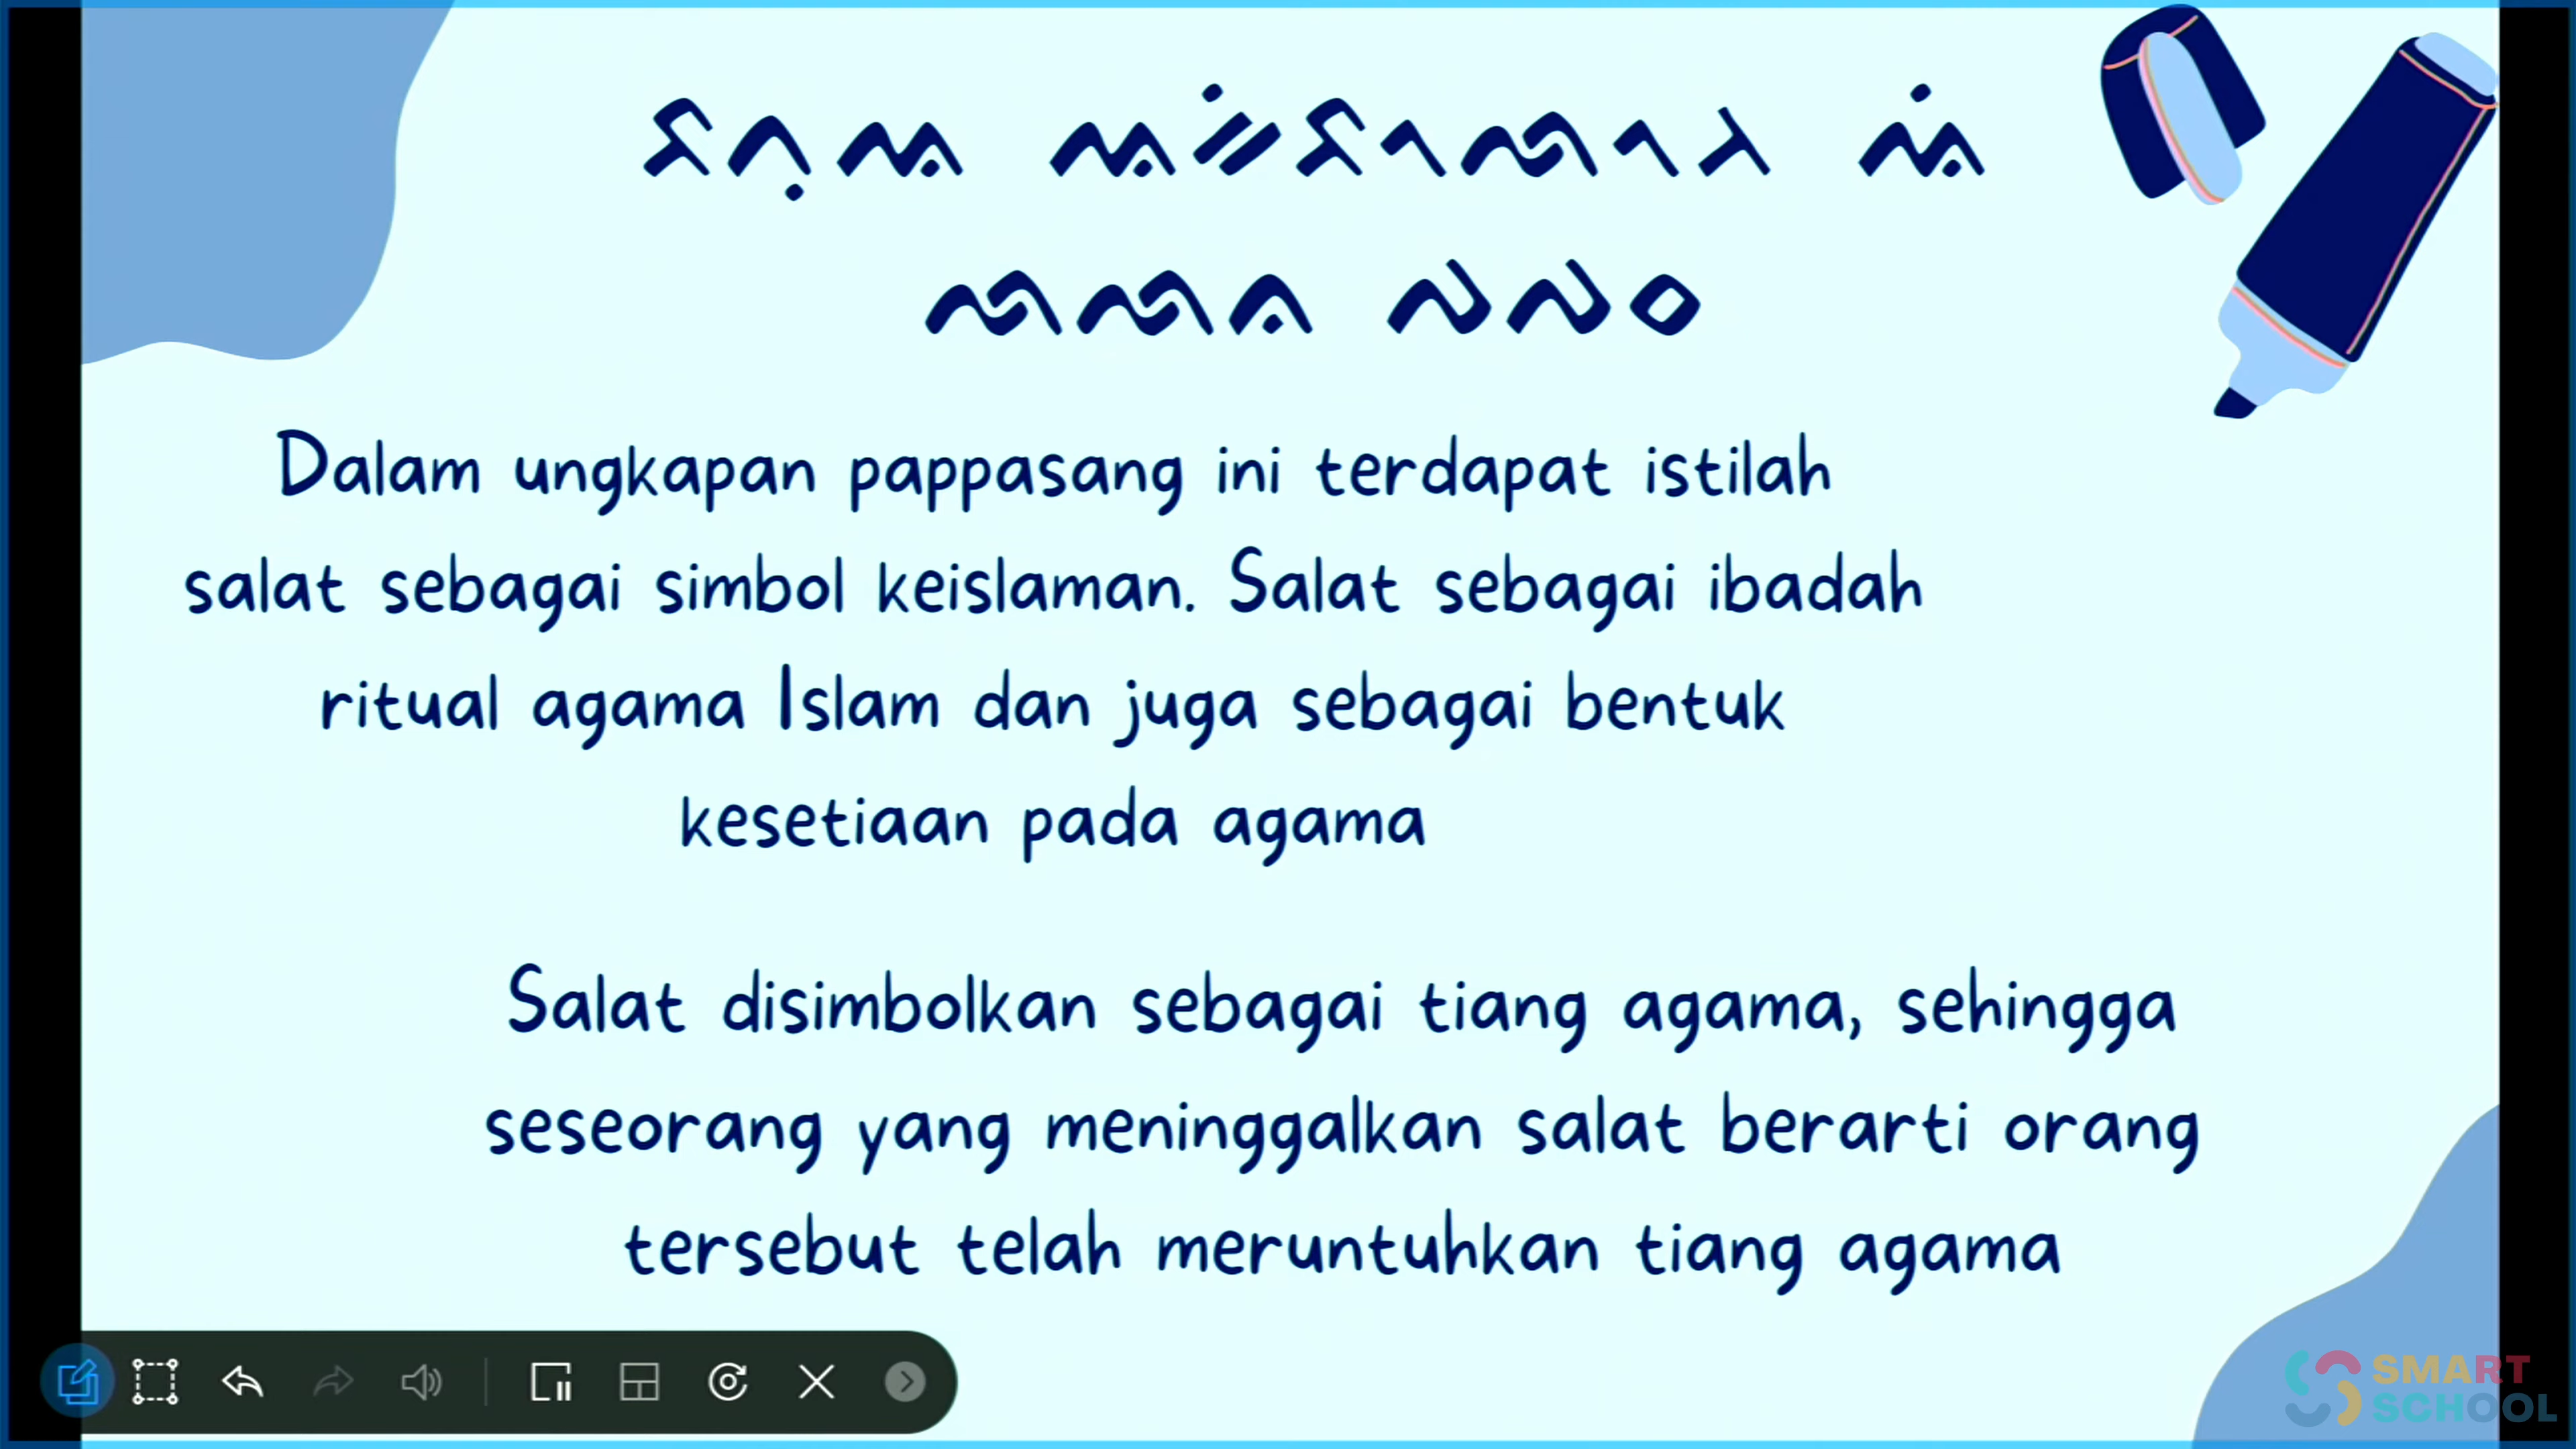 Dalam ungkapan pappasang ini terdapat istilah
salat sebagai simbol keislaman. Salat sebagai ibadah
ritual agama Islam dan juga sebagai bentuk
kesetiaan pada agama
Salat disimbolkan sebagai tiang agama, sehingga
seseorang yang meninggalkan salat berarti orang
tersebut telah meruntuhkan tiang agama
SMART
SCHOOL